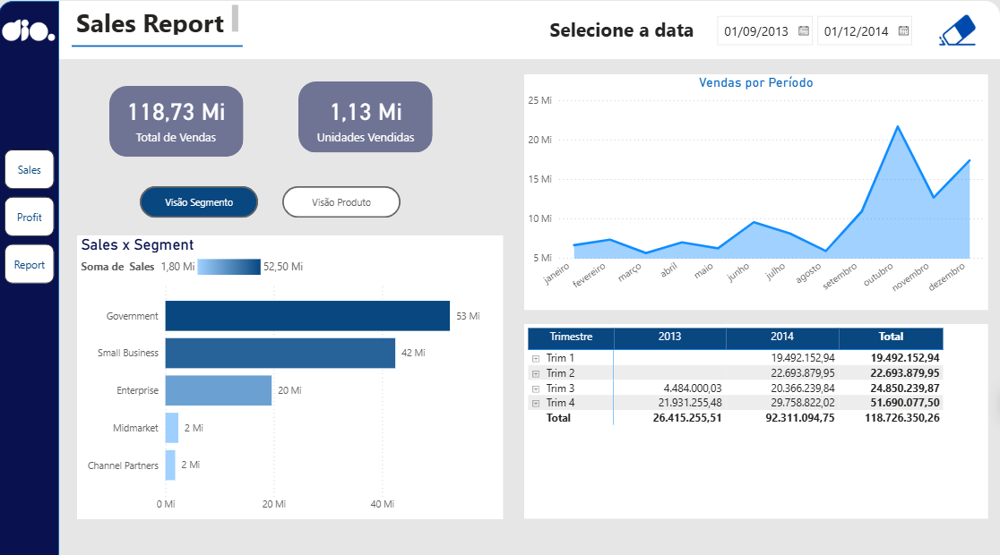 dio.
Sales Report
Selecione a data
01/09/2013
01/12/2014
Sales
Profit
Report
118,73 Mi
Total de Vendas
1,13 Mi
Unidades Vendidas
Visão Segmento
Visão Produto
Sales x Segment
Soma de Sales 1,80 Mi 52,50 Mi
Government 53 Mi
Small Business 42 Mi
Enterprise 20 Mi
Midmarket 2 Mi
Channel Partners 2 Mi
0 Mi 20 Mi 40 Mi
Vendas por Período
25 Mi
20 Mi
15 Mi
10 Mi
5 Mi
janeiro fevereiro março abril maio junho julho agosto setembro outubro novembro dezembro
Trimestre 2013 2014 Total
Trim 1 19.492.152,94 19.492.152,94
Trim 2 22.693.879,95 22.693.879,95
Trim 3 4.484.000,03 20.366.239,84 24.850.239,87
Trim 4 21.931.255,48 29.758.822,02 51.690.077,50
Total 26.415.255,51 92.311.094,75 118.726.350,26